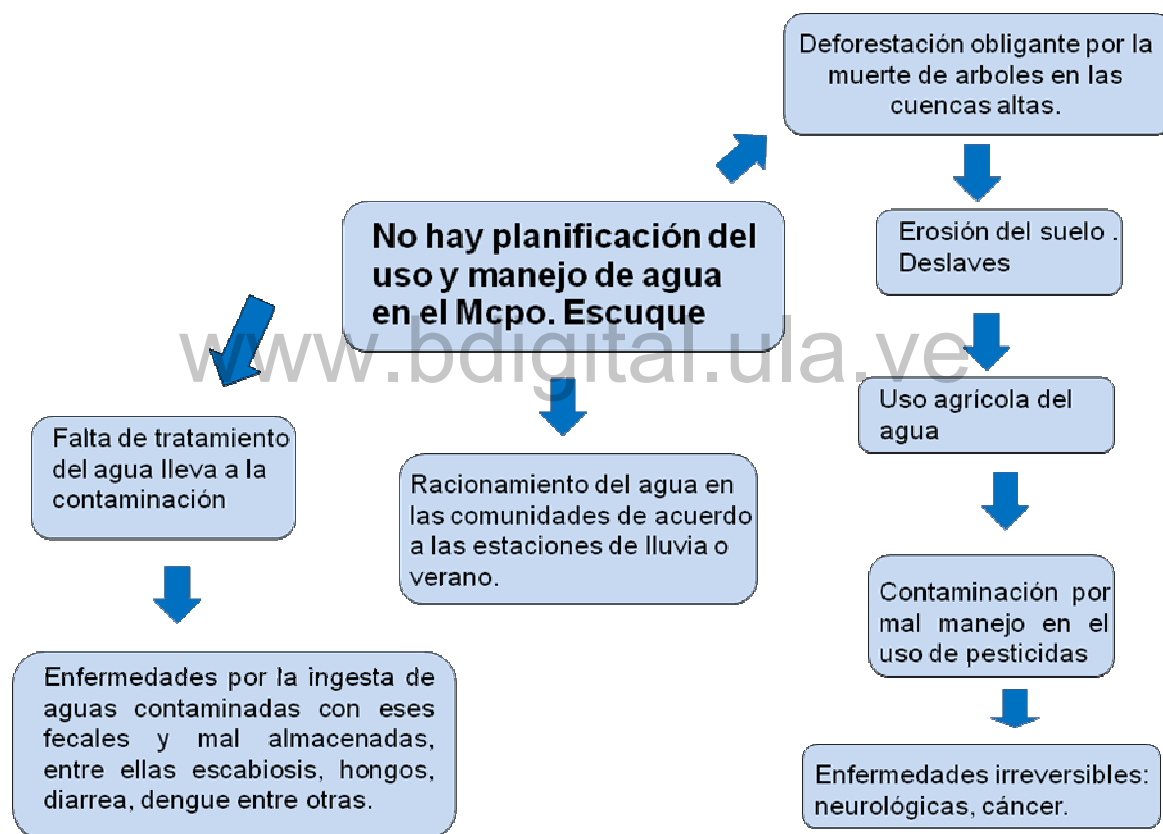 Deforestación obligante por la
muerte de arboles en las
cuencas altas.
No hay planificación del
uso y manejo de agua
en el Mcpo. Escuque
Erosión del suelo .
Deslaves
www.bdigital.ula.ve
Uso agrícola del
agua
Falta de tratamiento
del agua lleva a la
contaminación
Racionamiento del agua en
las comunidades de acuerdo
a las estaciones de lluvia o
verano.
Contaminación por
mal manejo en el
uso de pesticidas
Enfermedades por la ingesta de
aguas contaminadas con eses
fecales y mal almacenadas,
entre ellas escabiosis, hongos,
diarrea, dengue entre otras.
Enfermedades irreversibles:
neurológicas, cáncer.